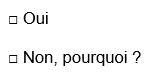 □ Oui
□ Non, pourquoi ?